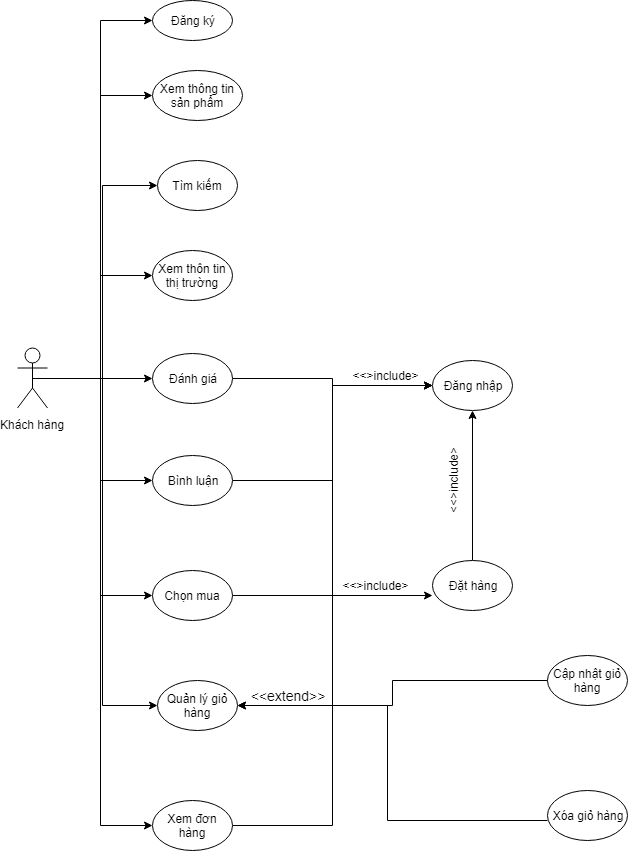 Đăng ký
Xem thông tin
sản phẩm
Tìm kiếm
Xem thôn tin
thị trường
Khách hàng
Đánh giá
<<>include>
Đăng nhập
<<>include>
Bình luận
Chọn mua
<<>include>
Đặt hàng
Quản lý giỏ
hàng
<<extend>>
Cập nhật giỏ
hàng
Xem đơn
hàng
Xóa giỏ hàng